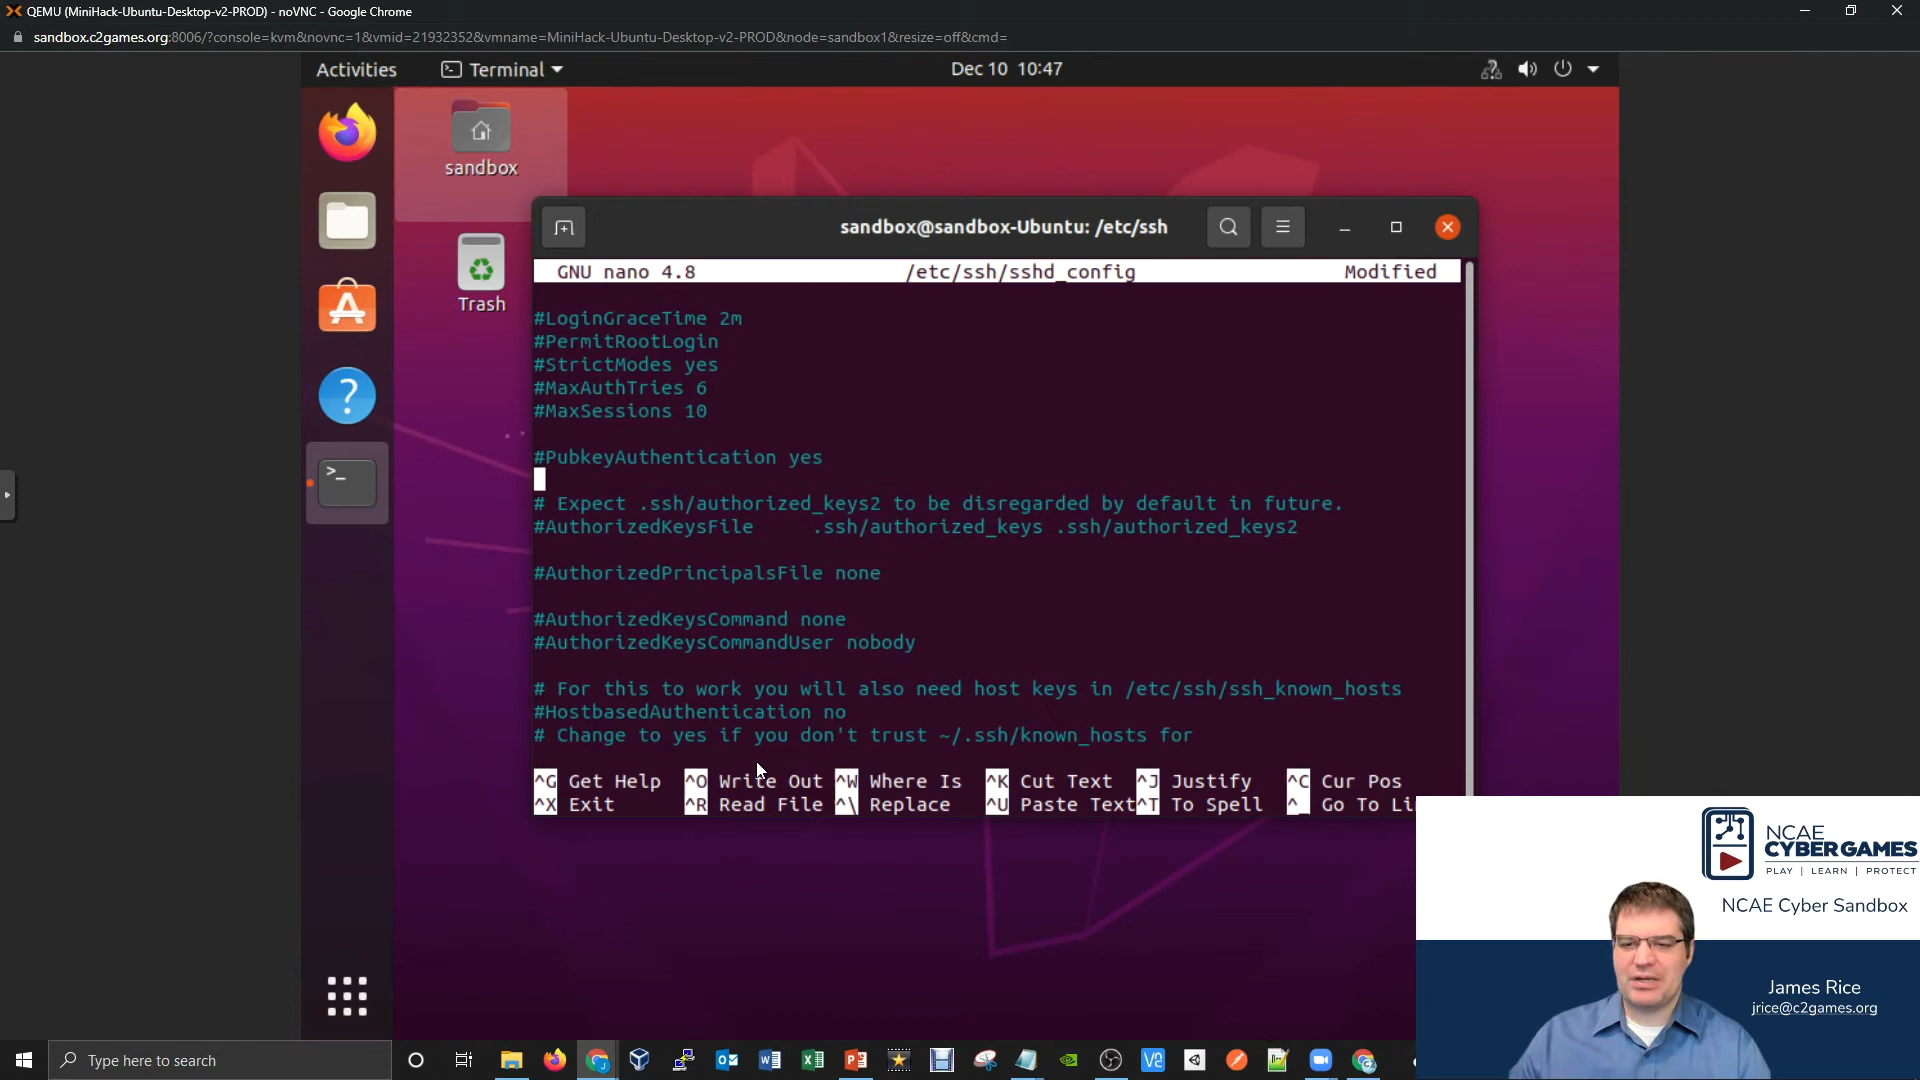 QEMU (MiniHack-Ubuntu-Desktop-v2-PROD) - noVNC - Google Chrome
sandbox.c2games.org:8006/?console=kvm&novnc=1&vmid=21932352&vmname=MiniHack-Ubuntu-Desktop-v2-PROD&node=sandbox1&resize=off&cmd=
Activities Terminal Dec 10 10:47
sandbox
Trash
sandbox@sandbox-Ubuntu: /etc/ssh
GNU nano 4.8 /etc/ssh/sshd_config Modified
#LoginGraceTime 2m
#PermitRootLogin
#StrictModes yes
#MaxAuthTries 6
#MaxSessions 10
#PubkeyAuthentication yes
# Expect .ssh/authorized_keys2 to be disregarded by default in future.
#AuthorizedKeysFile .ssh/authorized_keys .ssh/authorized_keys2
#AuthorizedPrincipalsFile none
#AuthorizedKeysCommand none
#AuthorizedKeysCommandUser nobody
# For this to work you will also need host keys in /etc/ssh/ssh_known_hosts
#HostbasedAuthentication no
# Change to yes if you don't trust ~/.ssh/known_hosts for
^G Get Help ^O Write Out ^W Where Is ^K Cut Text ^J Justify ^C Cur Pos
^X Exit ^R Read File ^\ Replace ^U Paste Text ^T To Spell ^_ Go To Li
NCAE
CYBERGAMES
PLAY | LEARN | PROTECT
NCAE Cyber Sandbox
James Rice
jrice@c2games.org
Type here to search